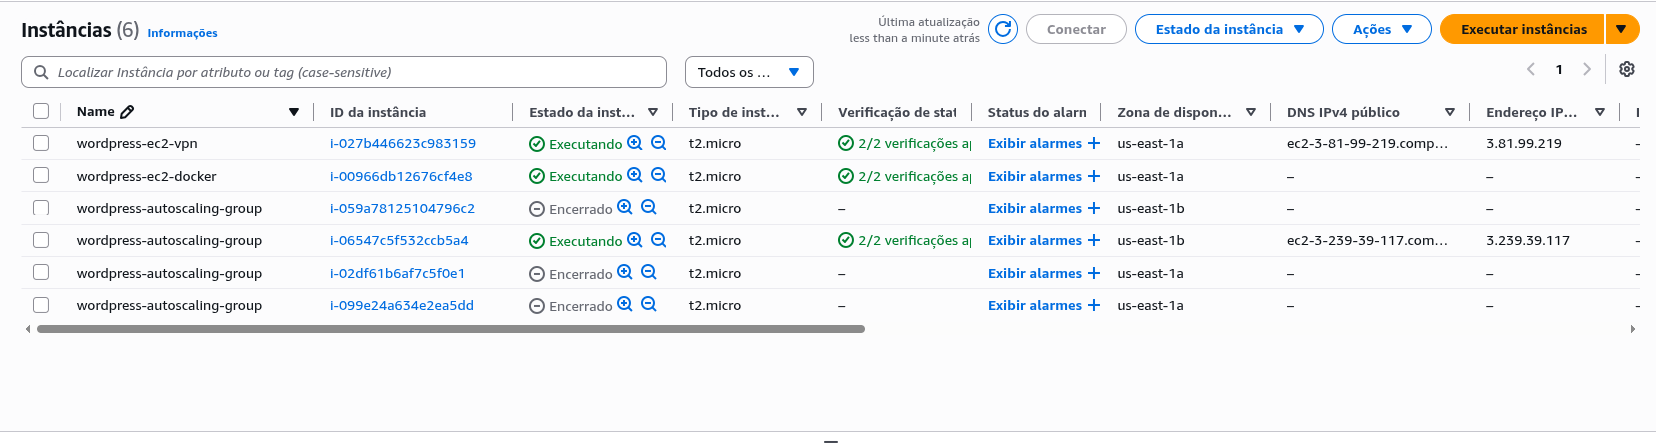 Instâncias (6) Informações
Última atualização
less than a minute atrás
Conectar
Estado da instância
Ações
Executar instâncias
Localizar Instância por atributo ou tag (case-sensitive)
Todos os ...
1
Name ID da instância Estado da inst... Tipo de inst... Verificação de stat Status do alarn Zona de dispon... DNS IPv4 público Endereço IP...
wordpress-ec2-vpn i-027b446623c983159 Executando t2.micro 2/2 verificações a Exibir alarmes + us-east-1a ec2-3-81-99-219.comp... 3.81.99.219 –
wordpress-ec2-docker i-00966db12676cf4e8 Executando t2.micro 2/2 verificações a Exibir alarmes + us-east-1a – – –
wordpress-autoscaling-group i-059a78125104796c2 Encerrado t2.micro – Exibir alarmes + us-east-1b – – –
wordpress-autoscaling-group i-06547c5f532ccb5a4 Executando t2.micro 2/2 verificações a Exibir alarmes + us-east-1b ec2-3-239-39-117.com... 3.239.39.117 –
wordpress-autoscaling-group i-02df61b6af7c5f0e1 Encerrado t2.micro – Exibir alarmes + us-east-1a – – –
wordpress-autoscaling-group i-099e24a634e2ea5dd Encerrado t2.micro – Exibir alarmes + us-east-1a – – –